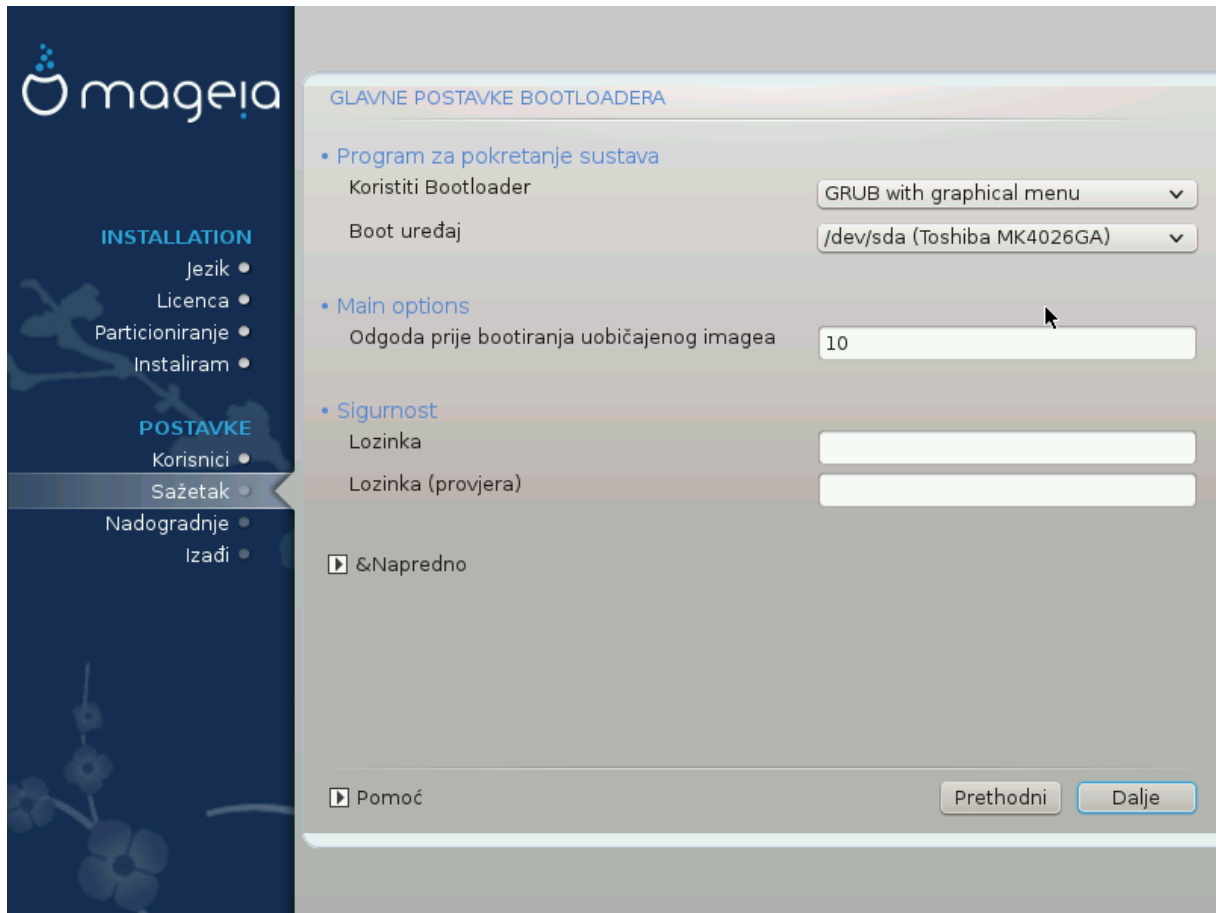 mageia
INSTALLATION
Jezik
Licenca
Particioniranje
Instaliram
POSTAVKE
Korisnici
Sažetak
Nadogradnje
Izađi
GLAVNE POSTAVKE BOOTLOADERA
• Program za pokretanje sustava
Koristiti Bootloader
GRUB with graphical menu
Boot uređaj
/dev/sda (Toshiba MK4026GA)
• Main options
Odgoda prije bootiranja uobičajenog imagea
10
• Sigurnost
Lozinka
Lozinka (provjera)
&Napredno
Pomoć
Prethodni
Dalje